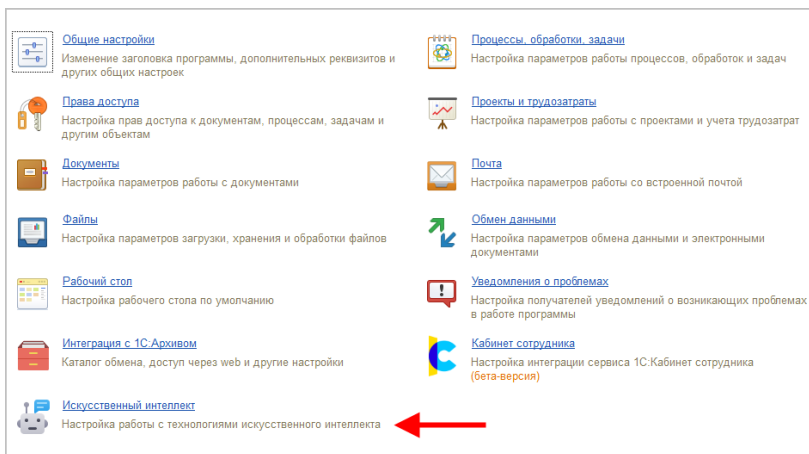 Общие настройки
Изменение заголовка программы, дополнительных реквизитов и
других общих настроек
Права доступа
Настройка прав доступа к документам, процессам, задачам и
другим объектам
Документы
Настройка параметров работы с документами
Файлы
Настройка параметров загрузки, хранения и обработки файлов
Рабочий стол
Настройка рабочего стола по умолчанию
Интеграция с 1С:Архивом
Каталог обмена, доступ через web и другие настройки
Искусственный интеллект
Настройка работы с технологиями искусственного интеллекта
Процессы, обработки, задачи
Настройка параметров работы процессов, обработок и задач
Проекты и трудозатраты
Настройка параметров работы с проектами и учета трудозатрат
Почта
Настройка параметров работы со встроенной почтой
Обмен данными
Настройка параметров обмена данными и электронными
документами
Уведомления о проблемах
Настройка получателей уведомлений о возникающих проблемах
в работе программы
Кабинет сотрудника
Настройка интеграции сервиса 1С:Кабинет сотрудника
(бета-версия)